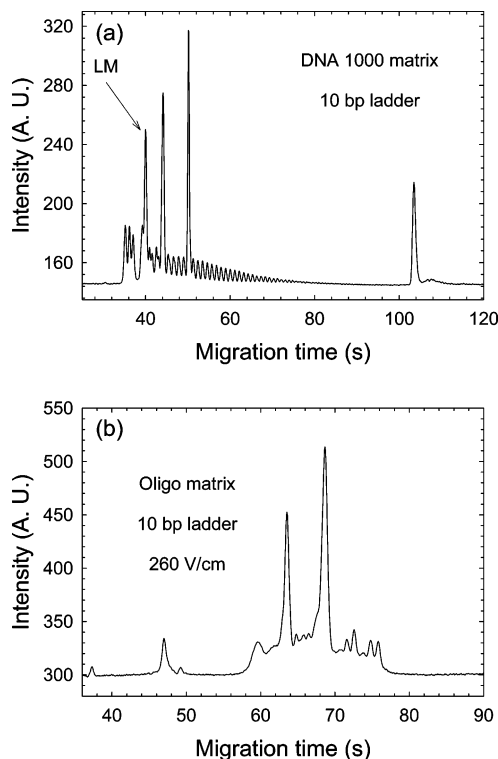 (a)
LM
DNA 1000 matrix
10 bp ladder
Intensity (A. U.)
320
280
240
200
160
40 60 80 100 120
Migration time (s)
(b)
Oligo matrix
10 bp ladder
260 V/cm
Intensity (A. U.)
550
500
450
400
350
300
40 50 60 70 80 90
Migration time (s)